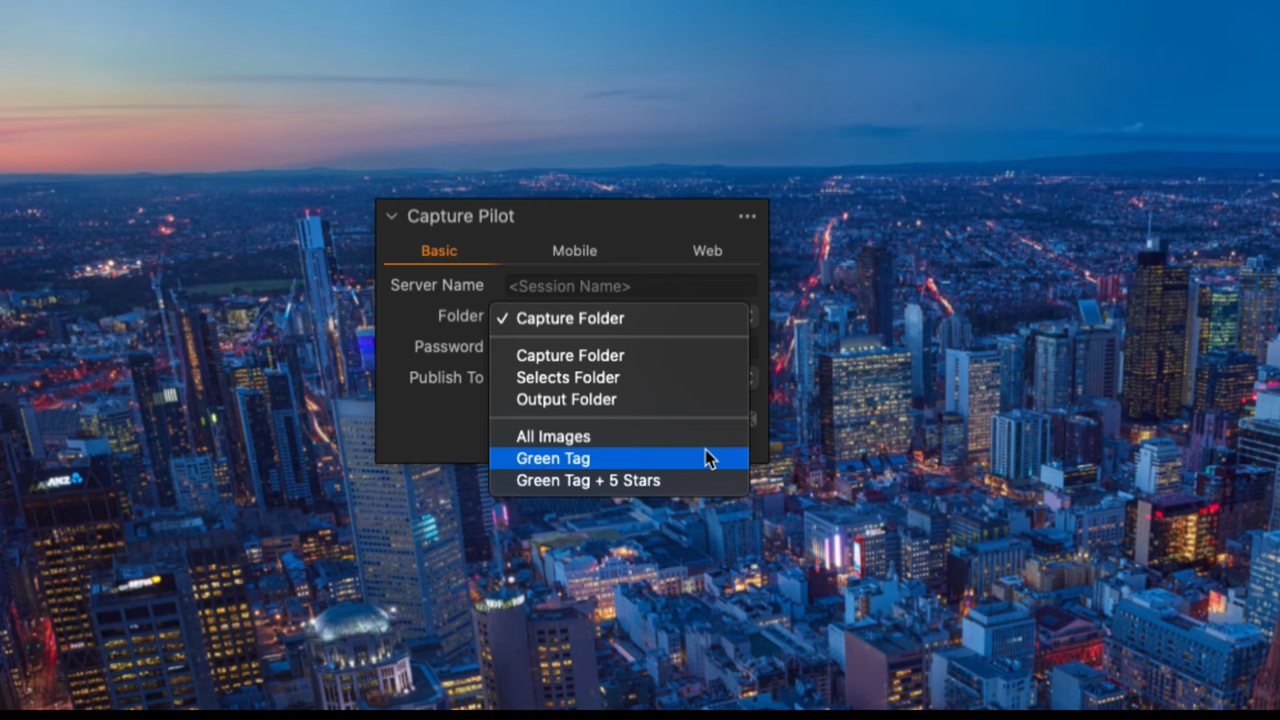 Capture Pilot
Basic Mobile Web
Server Name <Session Name>
Folder ✓ Capture Folder
Password
Publish To
Capture Folder
Selects Folder
Output Folder
All Images
Green Tag
Green Tag + 5 Stars
ANZ